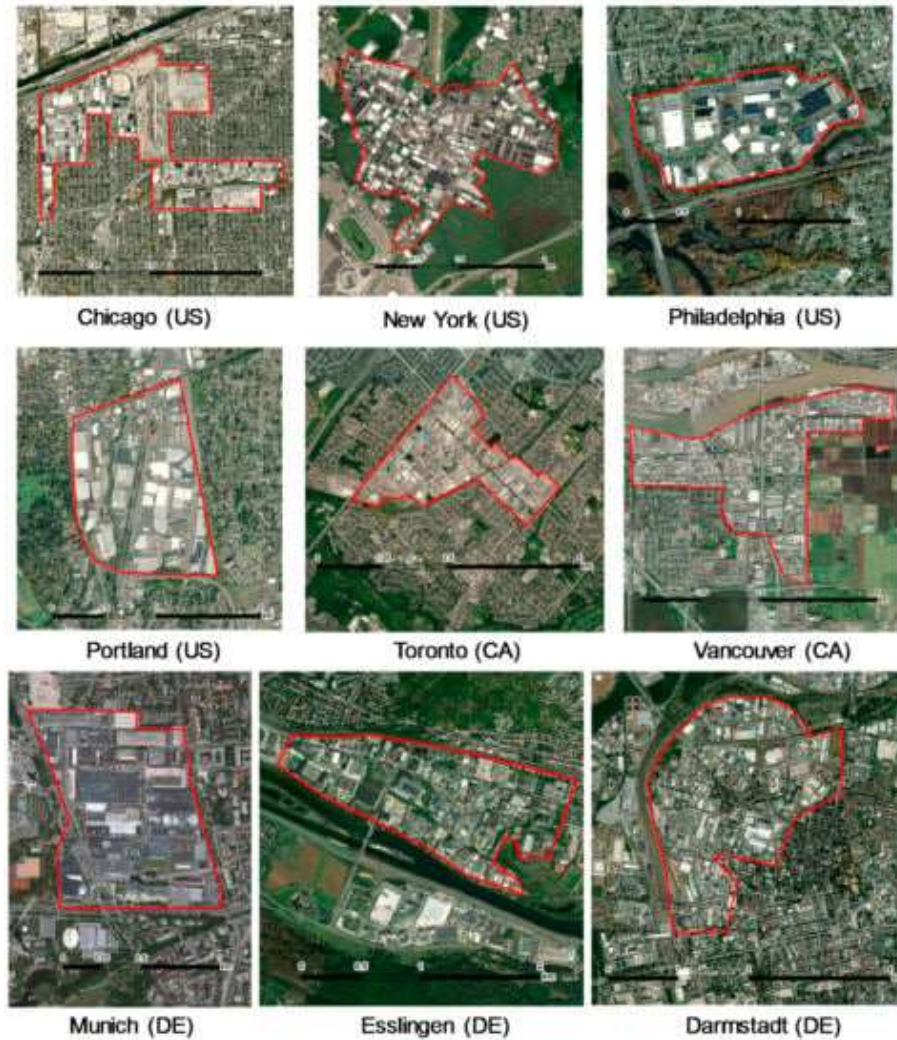 Chicago (US)
New York (US)
Philadelphia (US)
Portland (US)
Toronto (CA)
Vancouver (CA)
Munich (DE)
Esslingen (DE)
Darmstadt (DE)